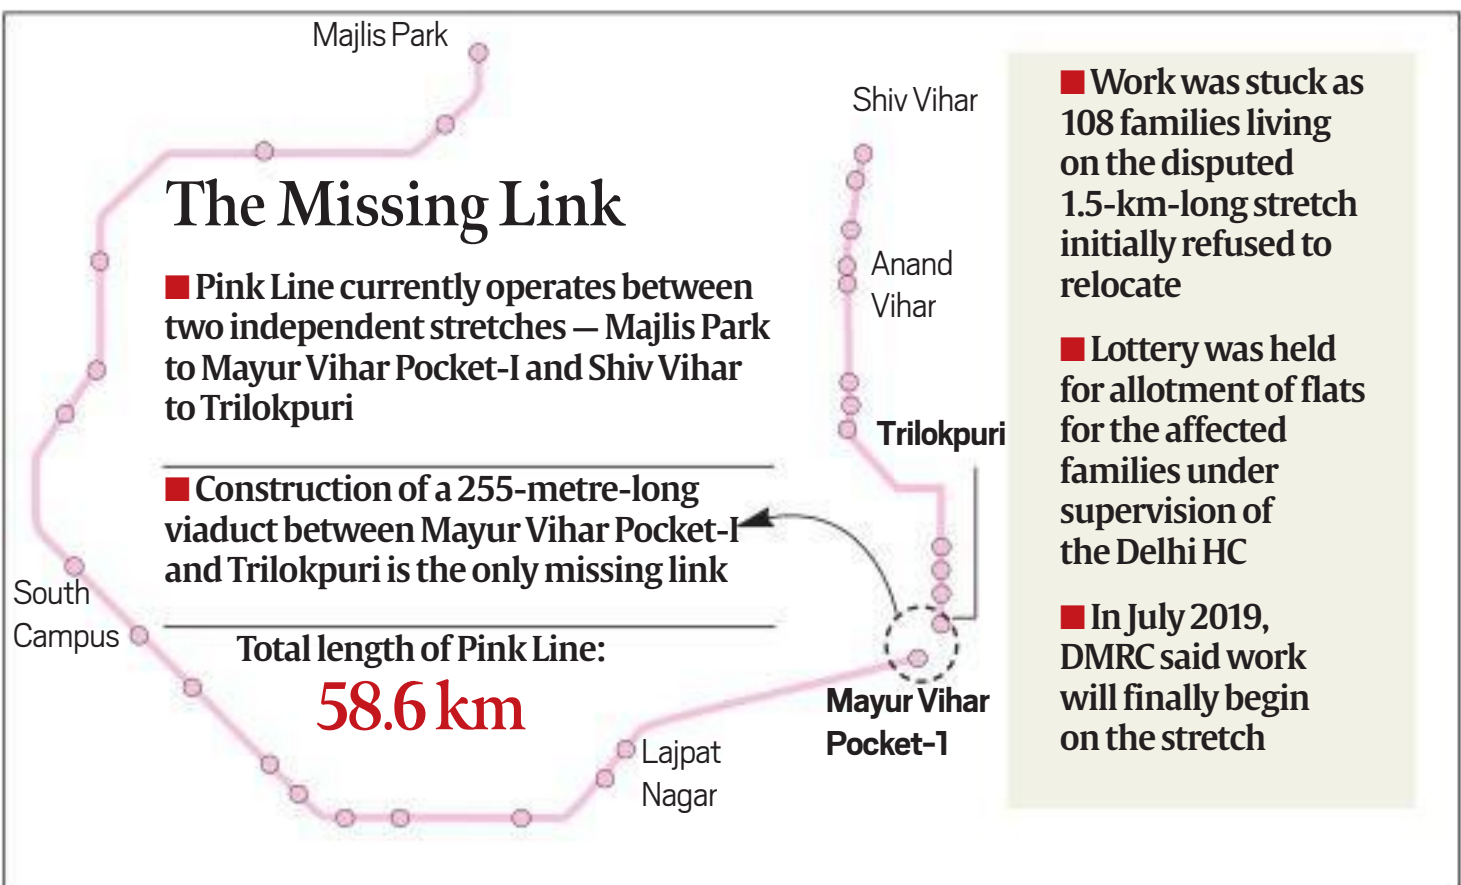 Majlis Park
Shiv Vihar
The Missing Link
■ Pink Line currently operates between
two independent stretches — Majlis Park
to Mayur Vihar Pocket-I and Shiv Vihar
to Trilokpuri
■ Construction of a 255-metre-long
viaduct between Mayur Vihar Pocket-I
and Trilokpuri is the only missing link
Total length of Pink Line:
58.6 km
Anand
Vihar
Trilokpuri
South
Campus
Mayur Vihar
Pocket-1
Lajpat
Nagar
■ Work was stuck as
108 families living
on the disputed
1.5-km-long stretch
initially refused to
relocate
■ Lottery was held
for allotment of flats
for the affected
families under
supervision of
the Delhi HC
■ In July 2019,
DMRC said work
will finally begin
on the stretch